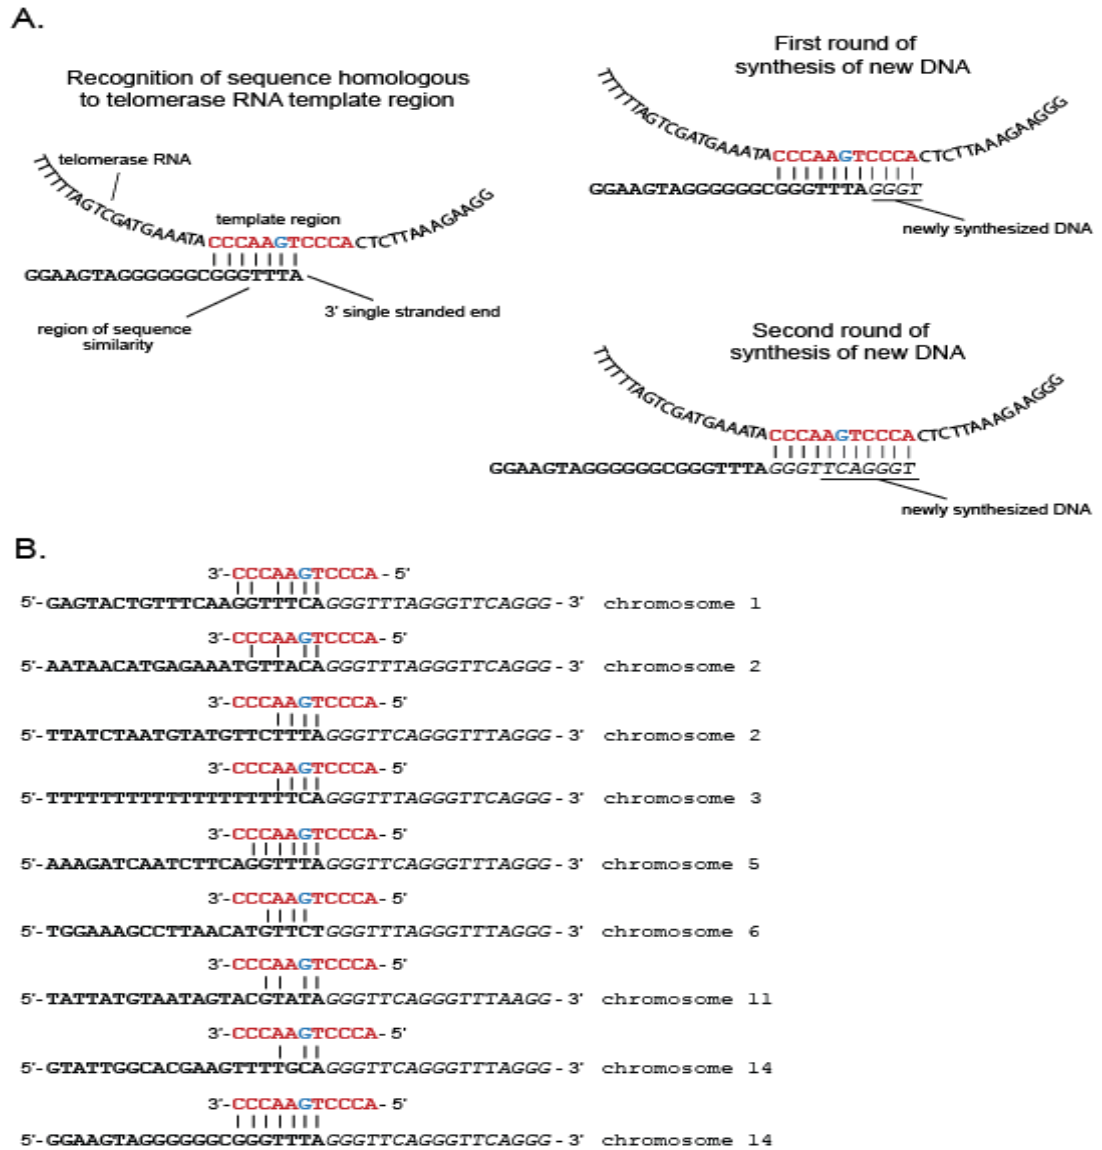 A.
Recognition of sequence homologous
to telomerase RNA template region
telomerase RNA
template region
TTTTTTAGTCGATGAAATACCCAAGTCCCACTCTTAAAGAAGG
GGAAGTAGGGGGGCGGGTTTA
region of sequence
similarity
3' single stranded end
First round of
synthesis of new DNA
TTTTTTAGTCGATGAAATACCCAAGTCCCACTCTTAAAGAAGGG
GGAAGTAGGGGGGCGGGTTTAGGGT
newly synthesized DNA
Second round of
synthesis of new DNA
TTTTTTAGTCGATGAAATACCCAAGTCCCACTCTTAAAGAAGGG
GGAAGTAGGGGGGCGGGTTTAGGGTTCAGGGT
newly synthesized DNA
B.
3'-CCCAAGTCCCA-5'
5'-GAGTACTGTTTCAAGGTTTCAGGGTTTAGGGTTCAGGG-3' chromosome 1
3'-CCCAAGTCCCA-5'
5'-AATAACATGAGAAATGTTACAGGGTTTAGGGTTCAGGG-3' chromosome 2
3'-CCCAAGTCCCA-5'
5'-TTATCTAATGTATGTTCTTTAGGGTTCAGGGTTTAGGG-3' chromosome 2
3'-CCCAAGTCCCA-5'
5'-TTTTTTTTTTTTTTTTTTTTCAGGGTTTAGGGTTCAGGG-3' chromosome 3
3'-CCCAAGTCCCA-5'
5'-AAAGATCAATCTTCAGGTTTAGGGTTCAGGGTTTAGGG-3' chromosome 5
3'-CCCAAGTCCCA-5'
5'-TGGAAAGCCTTAACATGTTCTGGGTTTAGGGTTTAGGG-3' chromosome 6
3'-CCCAAGTCCCA-5'
5'-TATTATGTAATAGTACGTATAGGGTTCAGGGTTTAAGG-3' chromosome 11
3'-CCCAAGTCCCA-5'
5'-GTATTGGCACGAAGTTTTGCAGGGTTCAGGGTTTAGGG-3' chromosome 14
3'-CCCAAGTCCCA-5'
5'-GGAAGTAGGGGGGCGGGTTTAGGGTTCAGGGTTCAGGG-3' chromosome 14